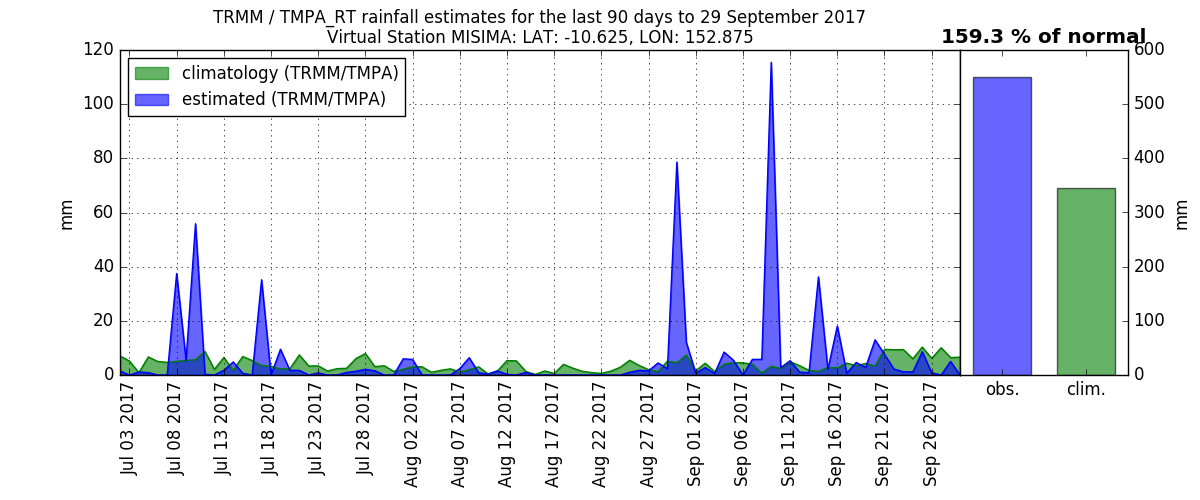 TRMM / TMPA_RT rainfall estimates for the last 90 days to 29 September 2017
Virtual Station MISIMA: LAT: -10.625, LON: 152.875
159.3 % of normal
climatology (TRMM/TMPA)
estimated (TRMM/TMPA)
120
100
80
60
40
20
0
mm
600
500
400
300
200
100
0
mm
obs.
clim.
Jul 03 2017
Jul 08 2017
Jul 13 2017
Jul 18 2017
Jul 23 2017
Jul 28 2017
Aug 02 2017
Aug 07 2017
Aug 12 2017
Aug 17 2017
Aug 22 2017
Aug 27 2017
Sep 01 2017
Sep 06 2017
Sep 11 2017
Sep 16 2017
Sep 21 2017
Sep 26 2017